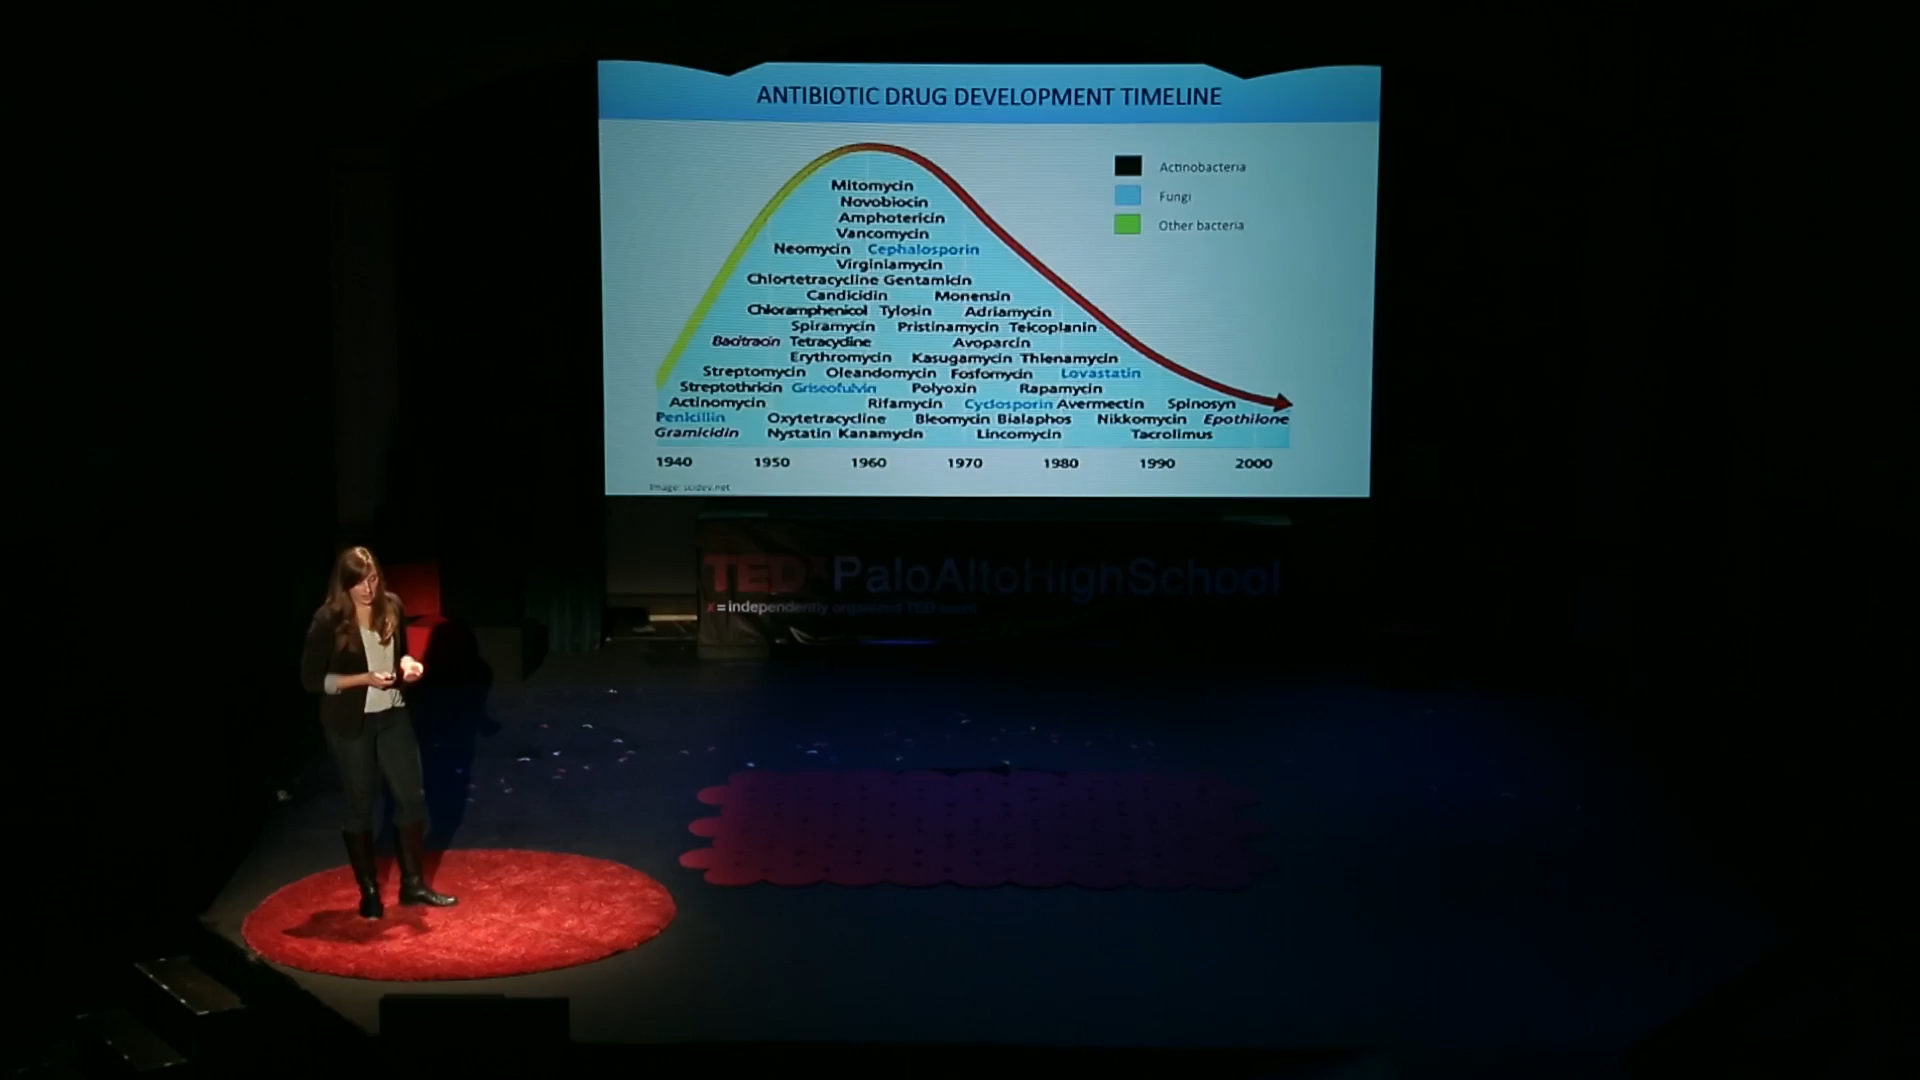 ANTIBIOTIC DRUG DEVELOPMENT TIMELINE
Actinobacteria
Fungi
Other bacteria
Mitomycin
Novobiocin
Amphotericin
Vancomycin
Neomycin Cephalosporin
Virginiamycin
Chlortetracycline Gentamicin
Candicidin Monensin
Chloramphenicol Tylosin Adriamycin
Spiramycin Pristinamycin Teicoplanin
Bacitracin Tetracycline Avoparcin
Erythromycin Kasugamycin Thienamycin
Streptomycin Oleandomycin Fosfomycin Lovastatin
Streptothricin Griseofulvin Polyoxin Rapamycin
Actinomycin Rifamycin Cyclosporin Avermectin Spinosyn
Penicillin Oxytetracycline Bleomycin Bialaphos Nikkomycin Epothilone
Gramicidin Nystatin Kanamycin Lincomycin Tacrolimus
1940 1950 1960 1970 1980 1990 2000
Image: scidev.net
TEDxPaloAltoHighSchool
x = independently organized TED event